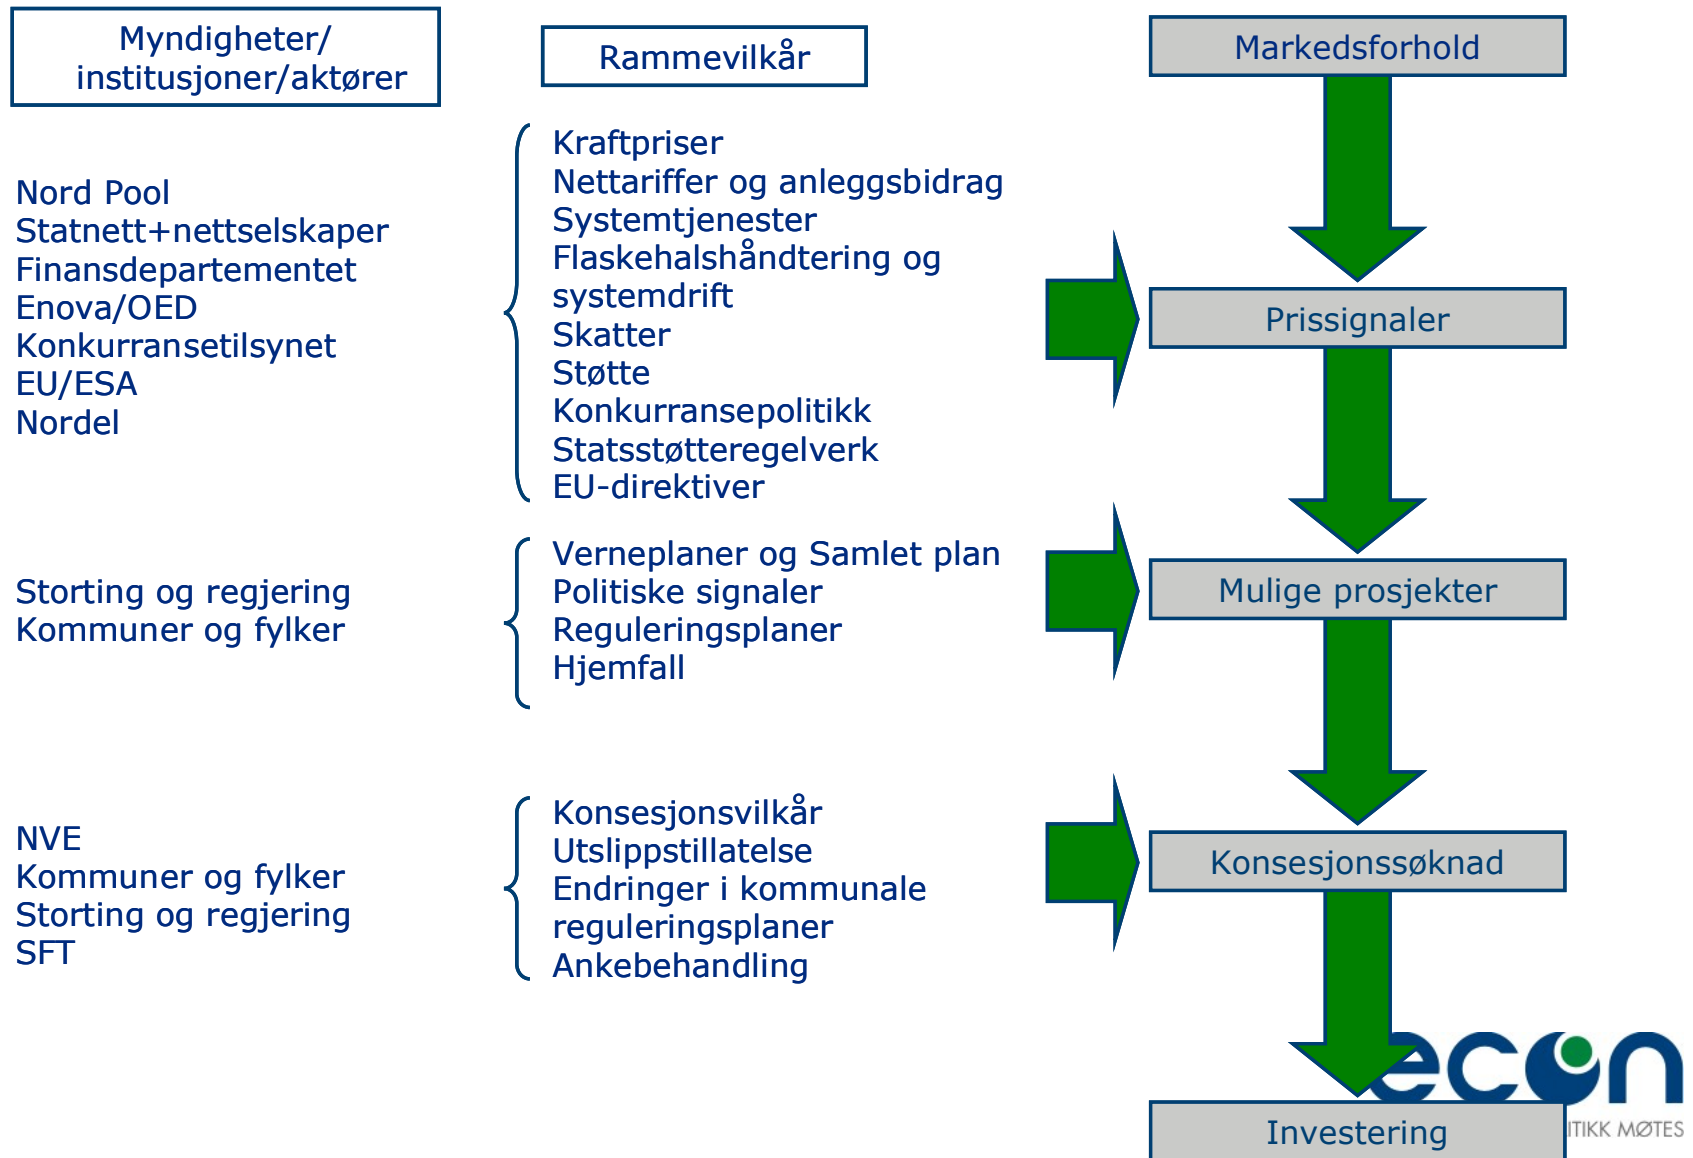 Myndigheter/
institusjoner/aktører
Rammevilkår
Markedsforhold
Nord Pool
Statnett+nettselskaper
Finansdepartementet
Enova/OED
Konkurransetilsynet
EU/ESA
Nordel
Kraftpriser
Nettariffer og anleggsbidrag
Systemtjenester
Flaskehalshåndtering og
systemdrift
Skatter
Støtte
Konkurransepolitikk
Statsstøtteregelverk
EU-direktiver
Prissignaler
Storting og regjering
Kommuner og fylker
Verneplaner og Samlet plan
Politiske signaler
Reguleringsplaner
Hjemfall
Mulige prosjekter
NVE
Kommuner og fylker
Storting og regjering
SFT
Konsesjonsvilkår
Utslippstillatelse
Endringer i kommunale
reguleringsplaner
Ankebehandling
Konsesjonssøknad
econ
MØTES
Investering